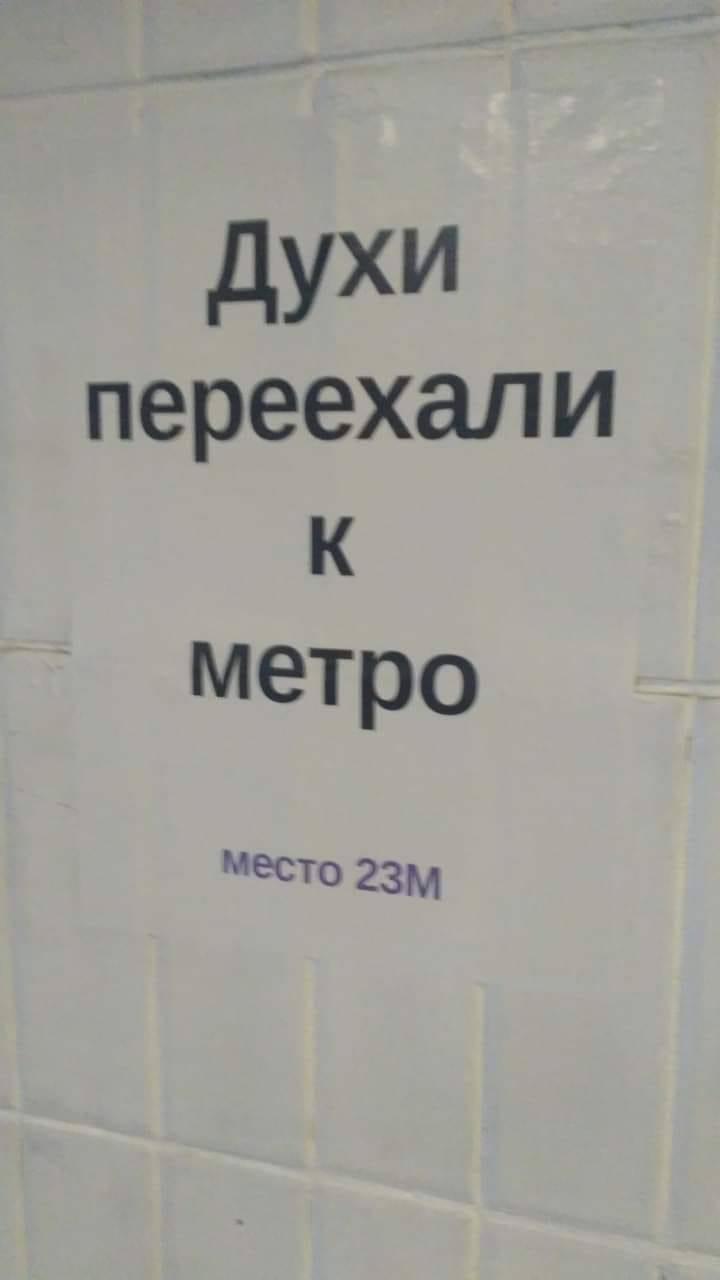 Духи
переехали
к
метро
место 23М